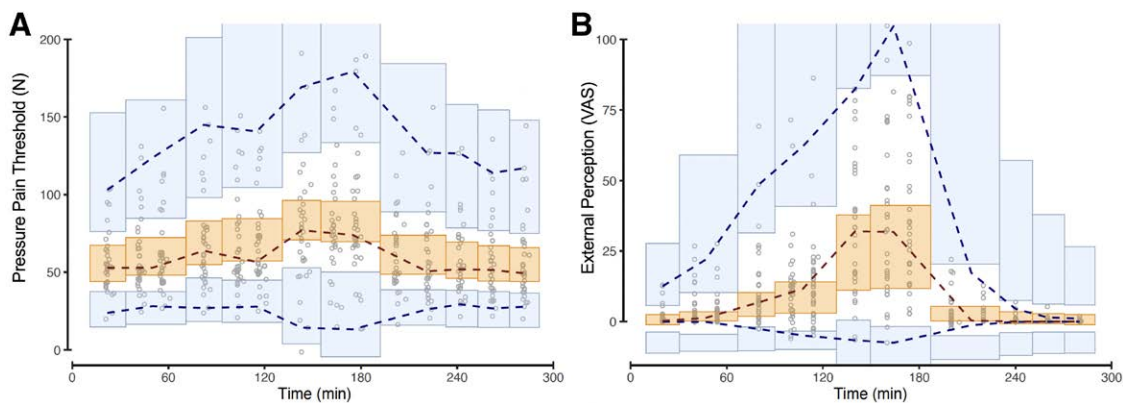 A
B
Pressure Pain Threshold (N)
200
150
100
50
0
0 60 120 180 240 300
Time (min)
External Perception (VAS)
100
75
50
25
0
0 60 120 180 240 300
Time (min)